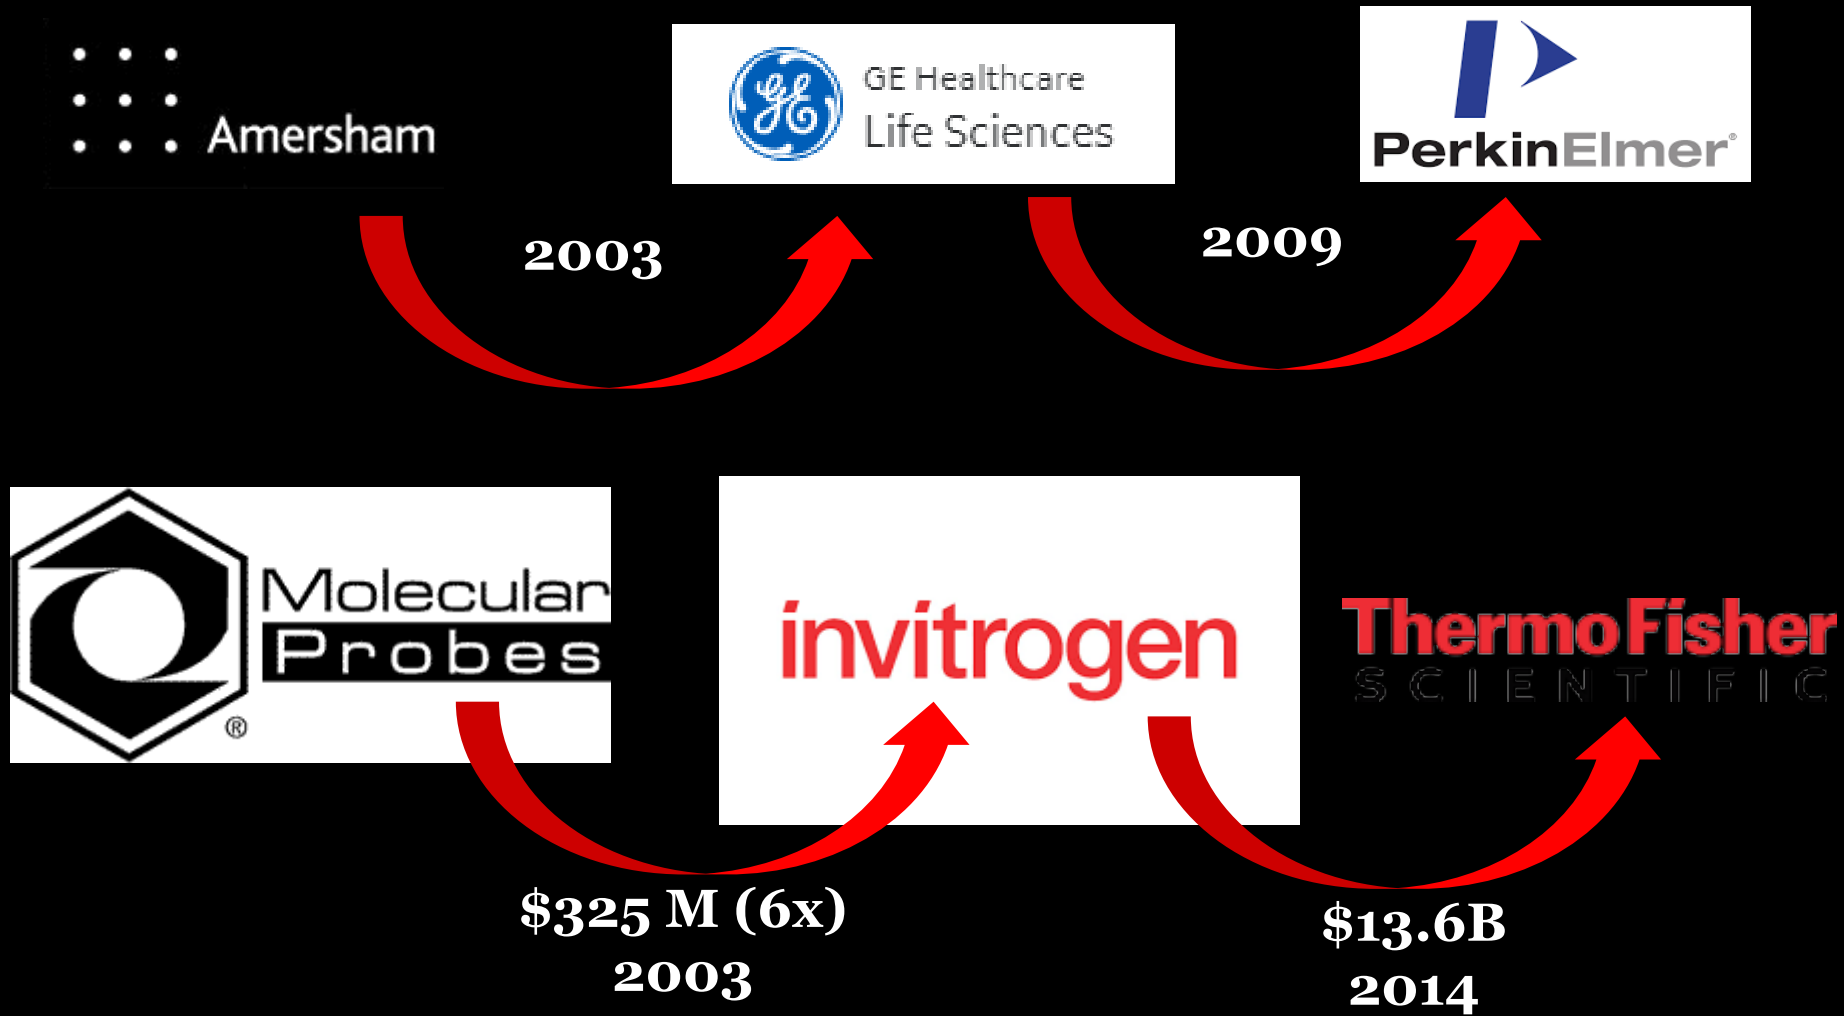 Amersham
GE
GE Healthcare
Life Sciences
PerkinElmer®
2003
2009
Molecular
Probes
®
invitrogen
ThermoFisher
SCIENTIFIC
$325 M (6x)
2003
$13.6B
2014